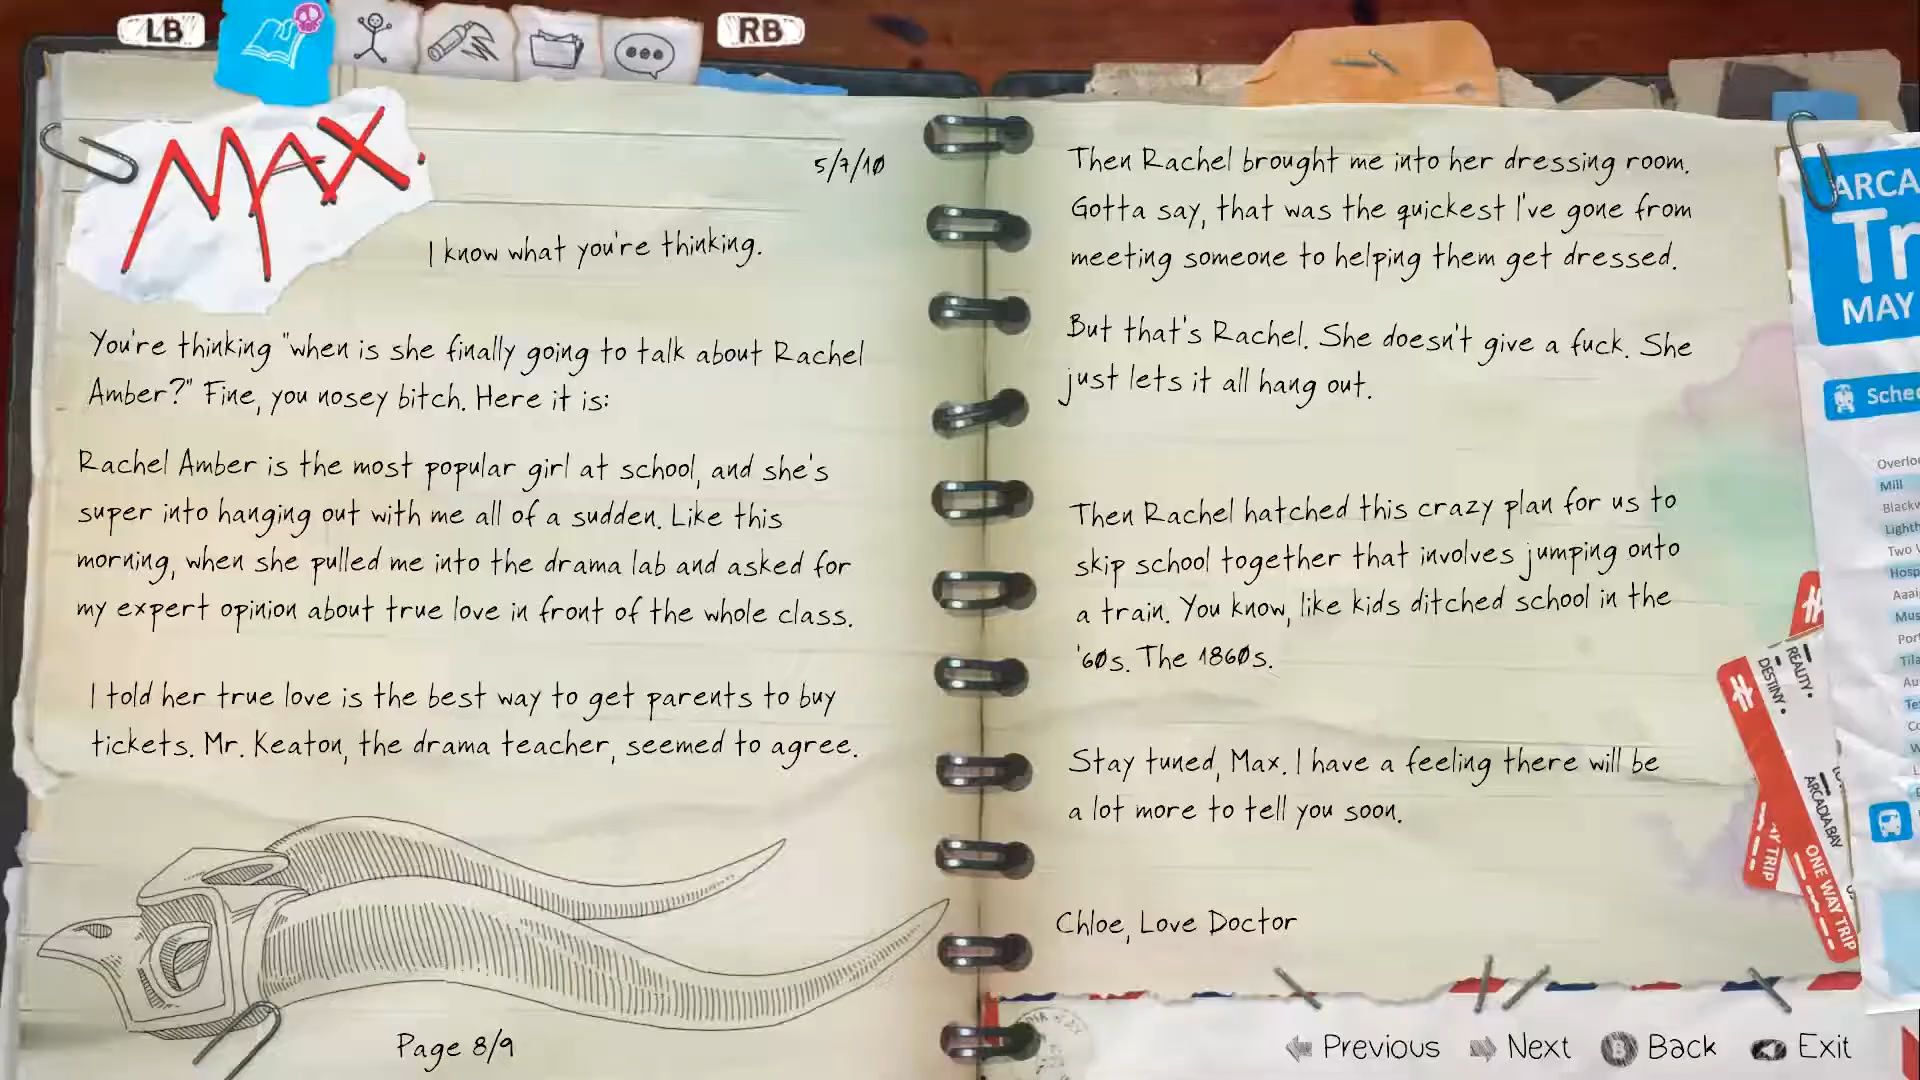 LB
RB
MAX.
5/7/10
I know what you're thinking.
You're thinking "when is she finally going to talk about Rachel
Amber?" Fine, you nosey bitch. Here it is:
Rachel Amber is the most popular girl at school, and she's
super into hanging out with me all of a sudden. Like this
morning, when she pulled me into the drama lab and asked for
my expert opinion about true love in front of the whole class.
I told her true love is the best way to get parents to buy
tickets. Mr. Keaton, the drama teacher, seemed to agree.
Page 8/9
Then Rachel brought me into her dressing room.
Gotta say, that was the quickest I've gone from
meeting someone to helping them get dressed.
But that's Rachel. She doesn't give a fuck. She
just lets it all hang out.
Then Rachel hatched this crazy plan for us to
skip school together that involves jumping onto
a train. You know, like kids ditched school in the
'60s. The 1860s.
Stay tuned, Max. I have a feeling there will be
a lot more to tell you soon.
Chloe, Love Doctor
MAY
Mill
REALITY
DESTINY
ARCADIA BAY
ONE WAY TRIP
TRIP
Previous
Next
B Back
Exit